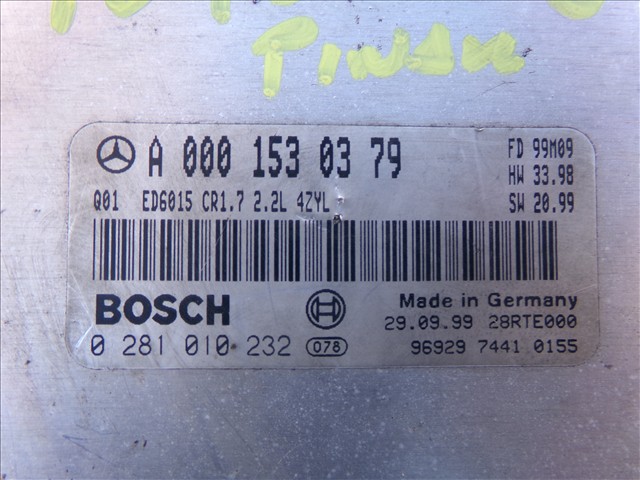 PINAK
A 000 153 03 79
FD 99M09
HW 33.98
SW 20.99
Q01 ED6015 CR1.7 2.2L 4ZYL
BOSCH
Made in Germany
29.09.99 28RTE000
0 281 010 232 078
96929 7441 0155